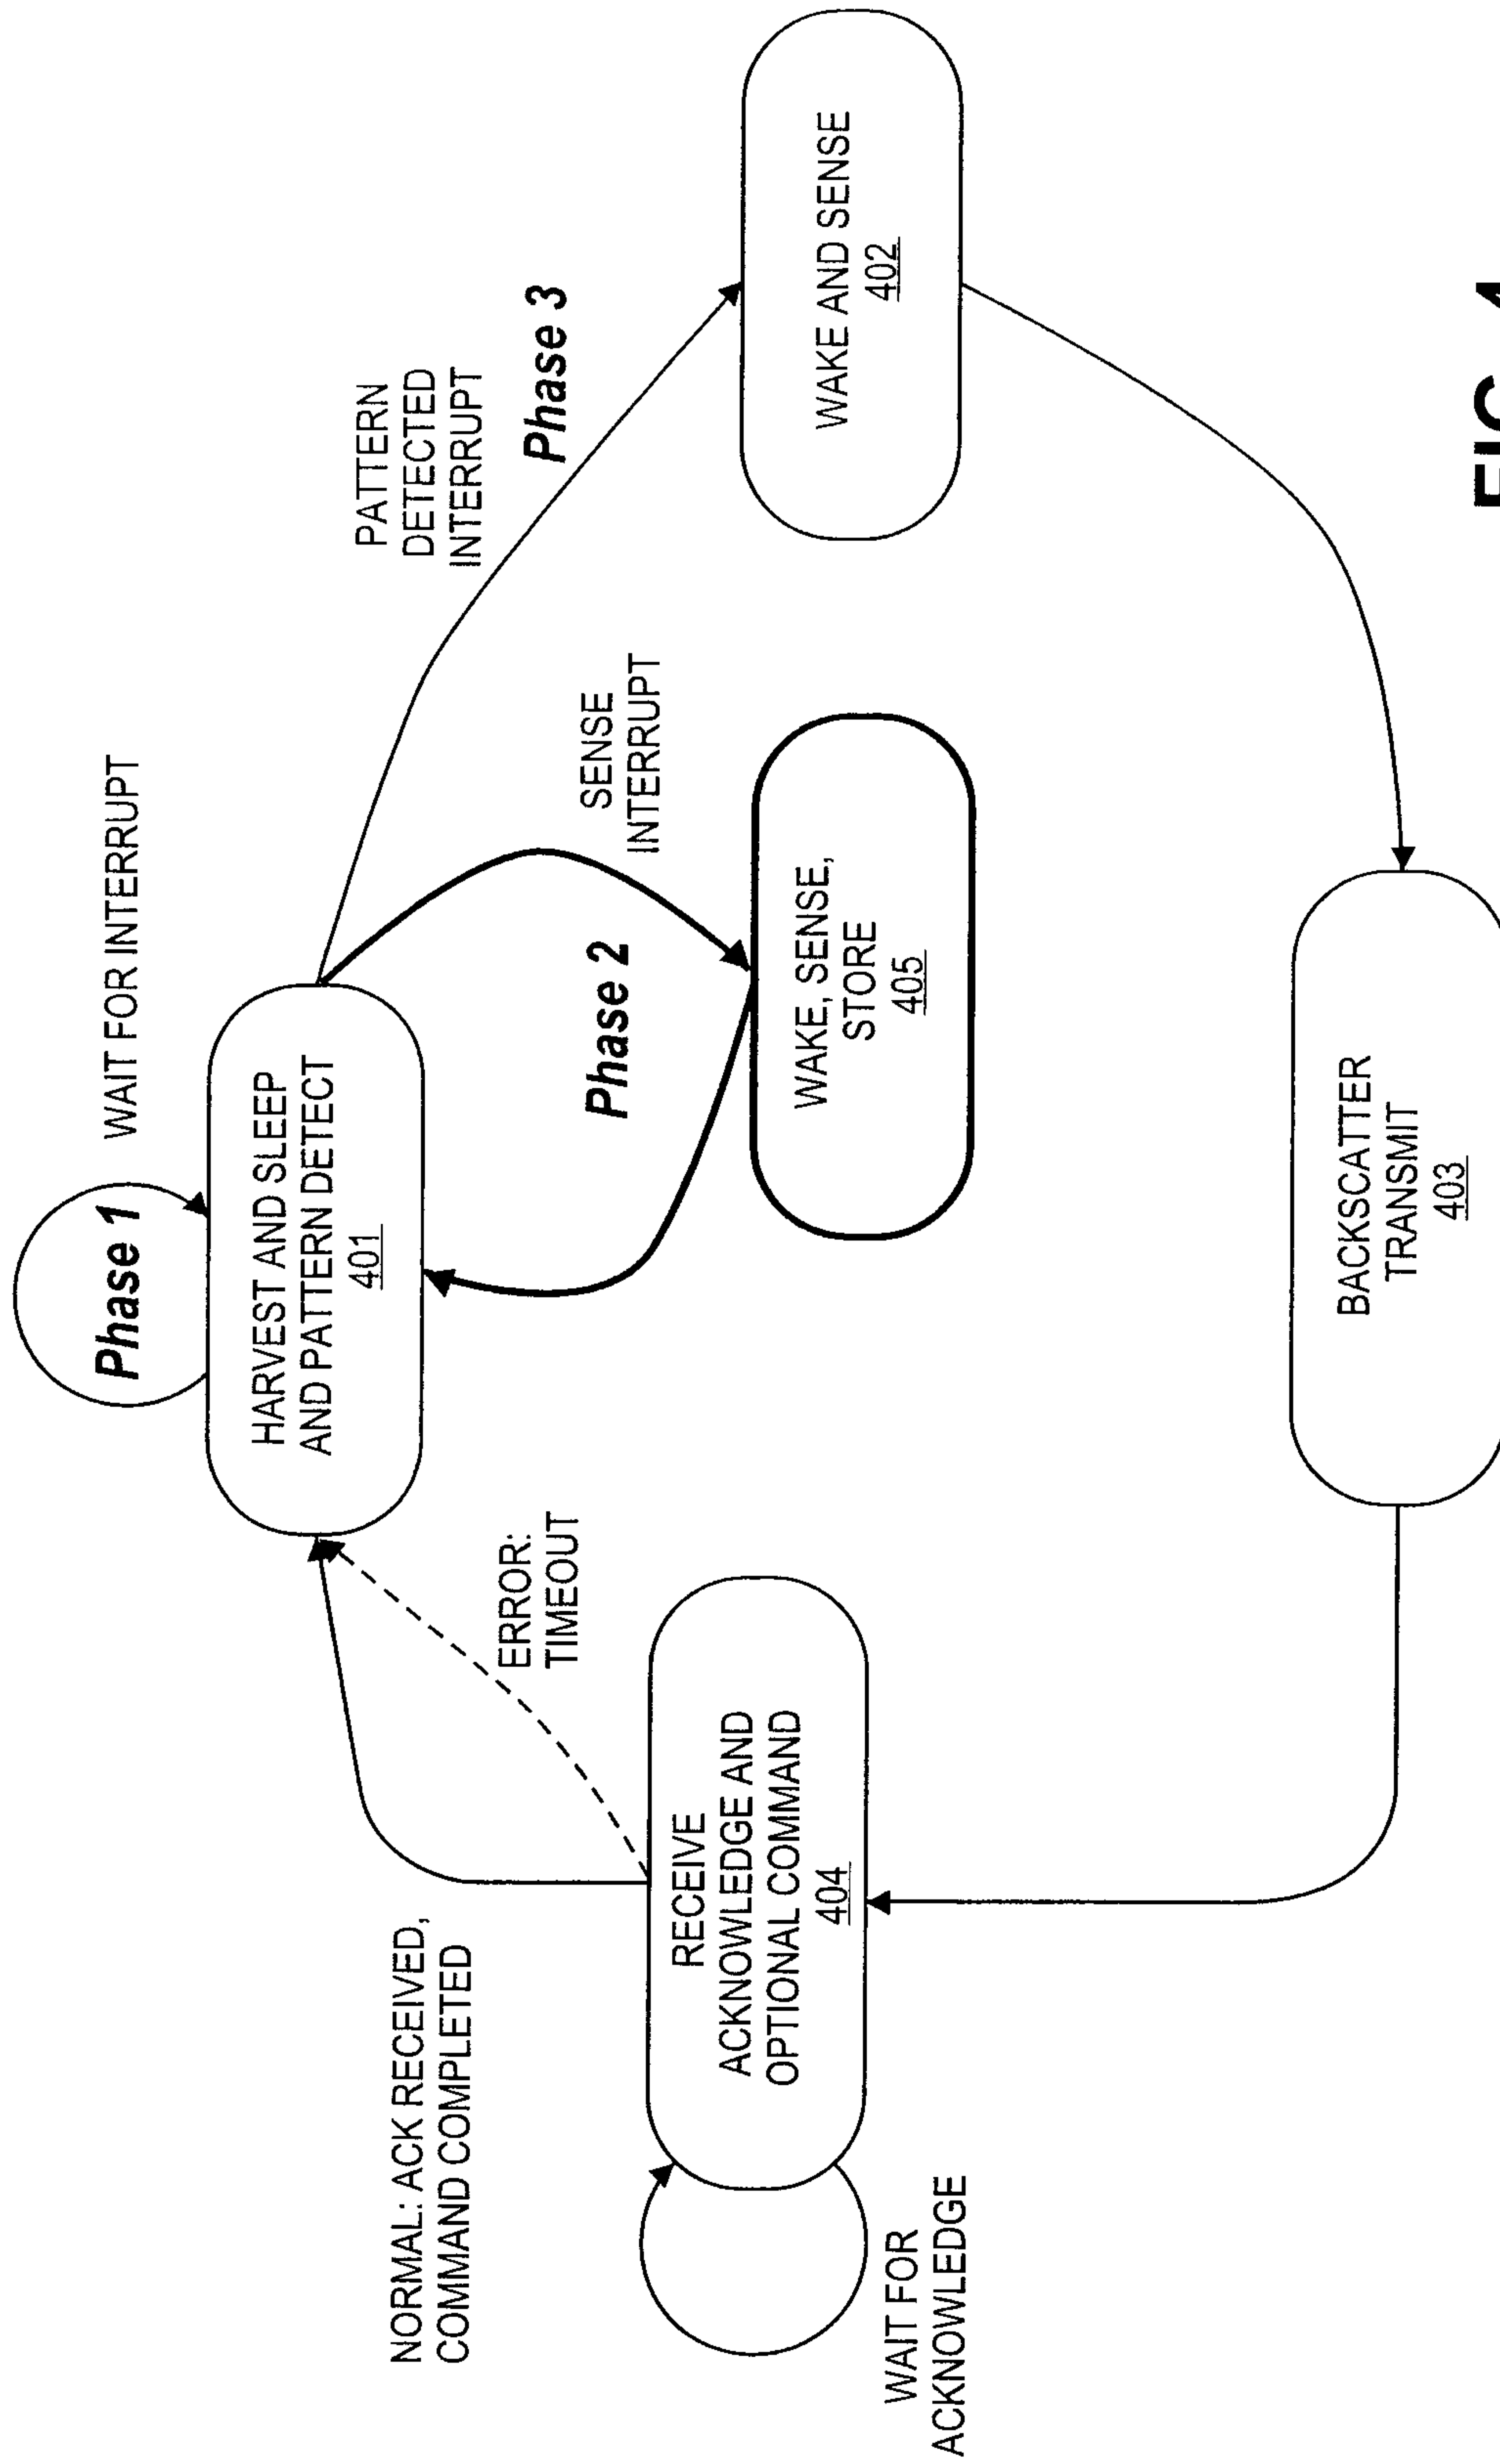 Phase 1
WAIT FOR INTERRUPT
HARVEST AND SLEEP
AND PATTERN DETECT
401
NORMAL: ACK RECEIVED,
COMMAND COMPLETED
PATTERN
DETECTED
INTERRUPT
ERROR:
TIMEOUT
Phase 3
Phase 2
SENSE
INTERRUPT
RECEIVE
ACKNOWLEDGE AND
OPTIONAL COMMAND
404
WAKE, SENSE,
STORE
405
WAKE AND SENSE
402
WAIT FOR
ACKNOWLEDGE
BACKSCATTER
TRANSMIT
403
FIG